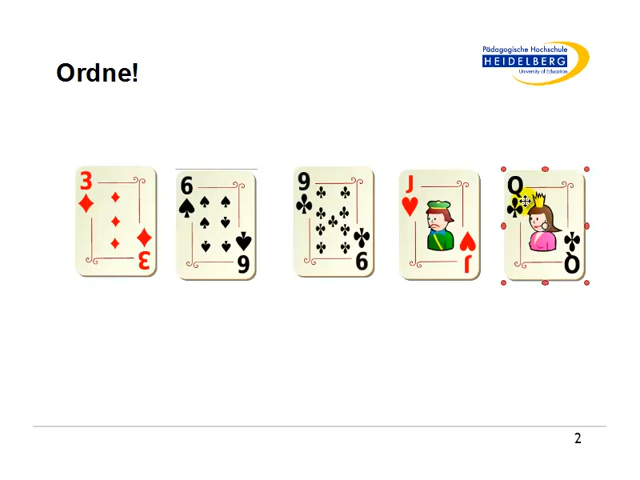 Ordne!
Pädagogische Hochschule
HEIDELBERG
University of Education
3 6 9 J Q
3 6 9 J Q
2